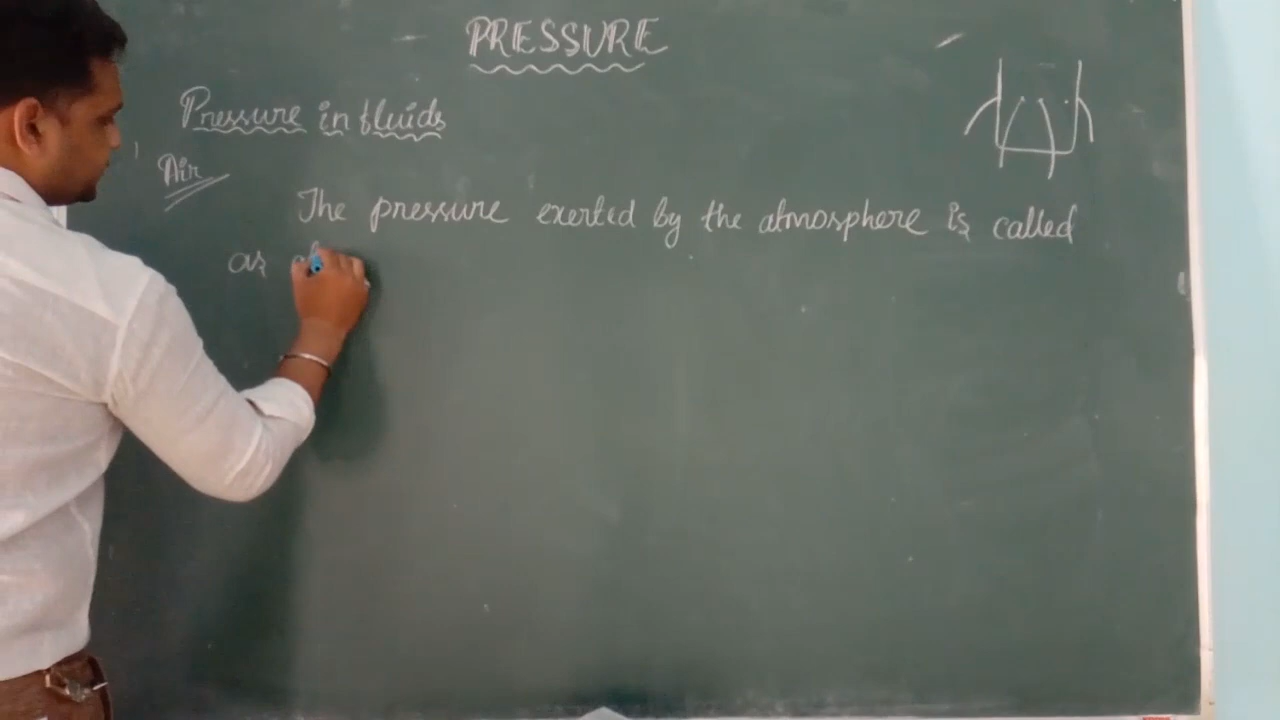 PRESSURE
Pressure in fluids
Air
The pressure exerted by the atmosphere is called
as